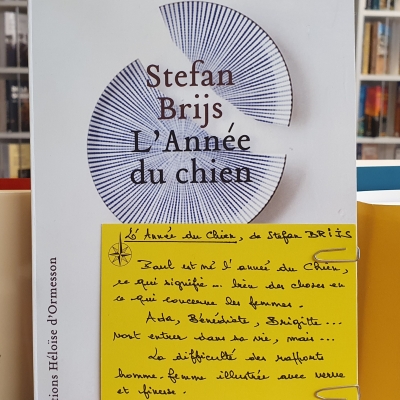 Stefan
Brijs
L'Année
du chien
tions Héloïse d'Ormesson
L'Année du Chien, de Stefan BRIJS
Paul est né l'année du Chien,
ce qui signifie... bien des choses en
ce qui concerne les femmes.
Ada, Bénédicte, Brigitte...
vont entrer dans sa vie, mais...
La difficulté des rapports
homme-femme illustrée avec verve
et finesse.